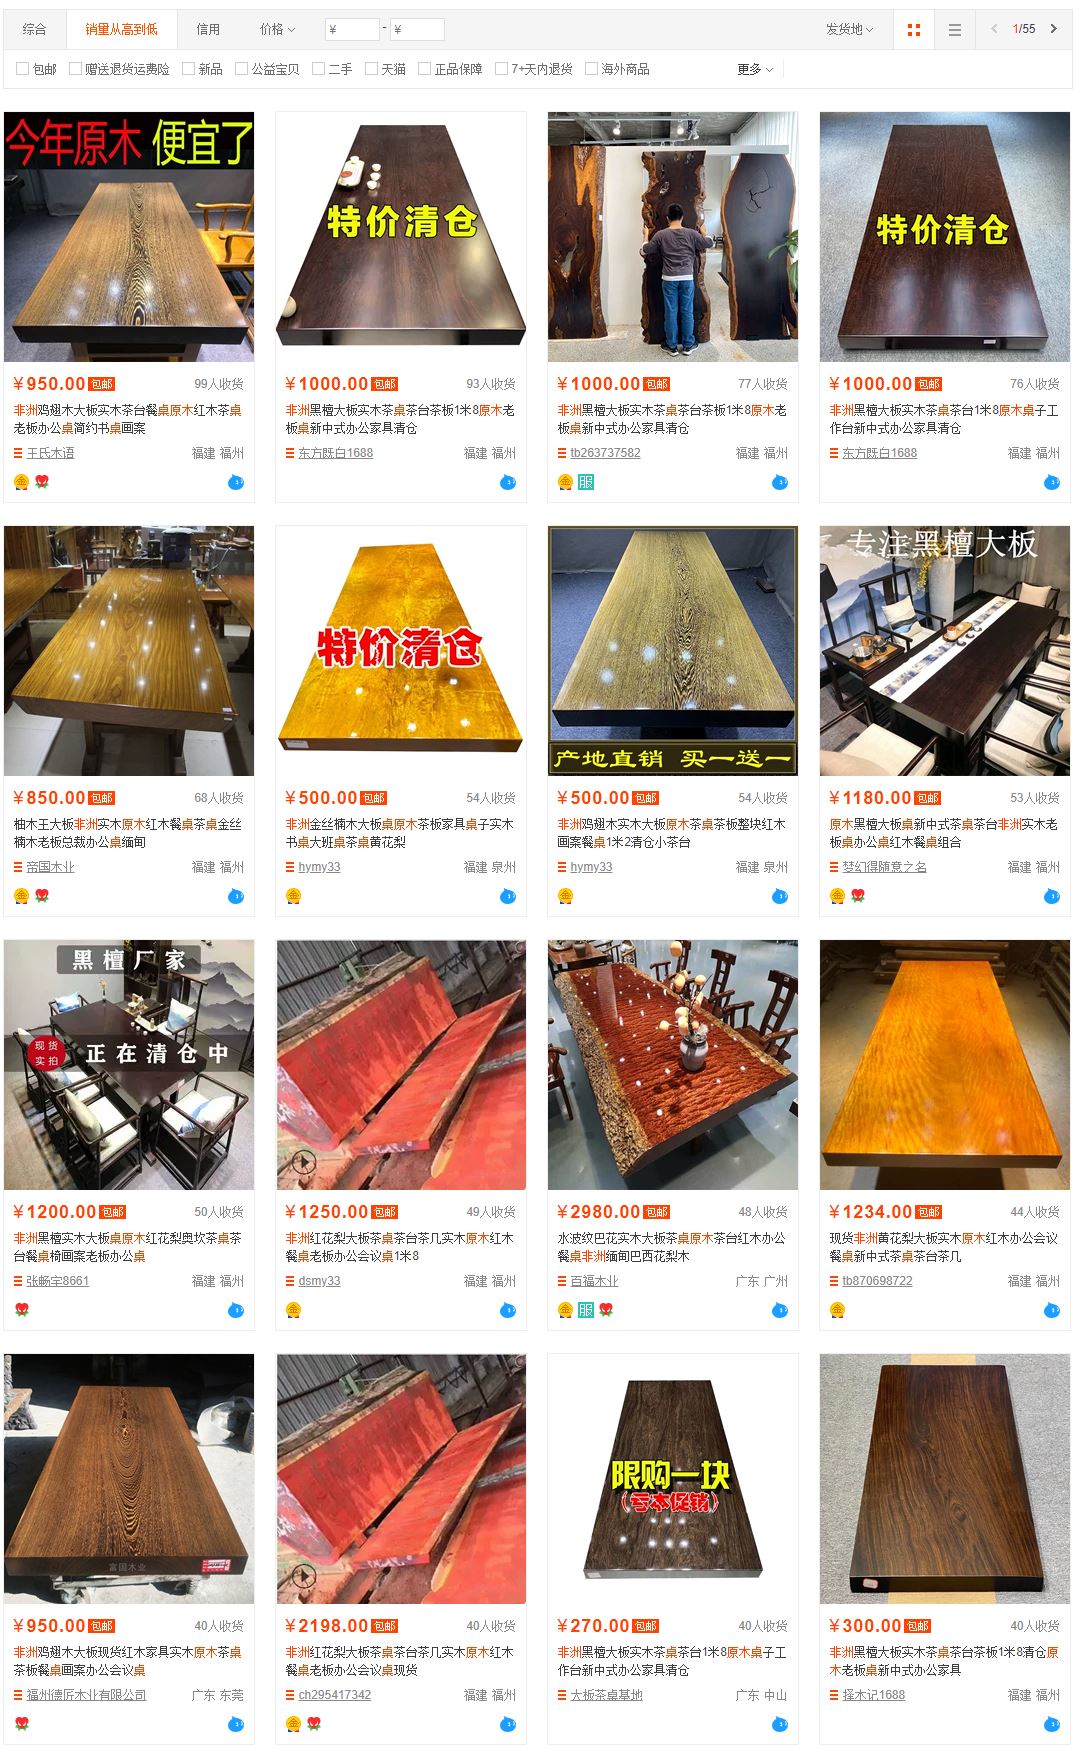 综合
销量从高到低
信用
价格
¥
-
¥
发货地
1/55
包邮
赠送退货运费险
新品
公益宝贝
二手
天猫
正品保障
7+天内退货
海外商品
更多
今年原木 便宜了
¥950.00 包邮 99人收货
非洲鸡翅木大板实木茶台餐桌原木红木茶桌
老板办公桌简约书桌画案
王氏木语 福建 福州
特价清仓
¥1000.00 包邮 93人收货
非洲黑檀大板实木茶桌茶台茶板1米8原木老
板桌新中式办公家具清仓
东方既白1688 福建 福州
¥1000.00 包邮 77人收货
非洲黑檀大板实木茶桌茶台茶板1米8原木老
板桌新中式办公家具清仓
tb263737582 福建 福州
特价清仓
¥1000.00 包邮 76人收货
非洲黑檀大板实木茶桌茶台1米8原木桌子工
作台新中式办公家具清仓
东方既白1688 福建 福州
金
金 服
¥850.00 包邮 68人收货
柚木王大板非洲实木原木红木餐桌茶桌金丝
楠木老板总裁办公桌缅甸
帝国木业 福建 福州
特价清仓
¥500.00 包邮 54人收货
非洲金丝楠木大板桌原木茶板家具桌子实木
书桌大班桌茶桌黄花梨
hymy33 福建 泉州
产地直销 买一送一
¥500.00 包邮 54人收货
非洲鸡翅木实木大板原木茶桌茶板整块红木
画案餐桌1米2清仓小茶台
hymy33 福建 泉州
专注黑檀大板
¥1180.00 包邮 53人收货
原木黑檀大板桌新中式茶桌茶台非洲实木老
板桌办公桌红木餐桌组合
梦幻得随意之名 福建 福州
金
金
金
金
黑檀厂家
现货
实拍
正在清仓中
¥1200.00 包邮 50人收货
非洲黑檀实木大板桌原木红花梨奥坎茶桌茶
台餐桌椅画案老板办公桌
张畅宇8661 福建 福州
¥1250.00 包邮 49人收货
非洲红花梨大板茶桌茶台茶几实木原木红木
餐桌老板办公会议桌1米8
dsmy33 福建 福州
¥2980.00 包邮 48人收货
水波纹巴花实木大板茶桌原木茶台红木办公
餐桌非洲缅甸巴西花梨木
百福木业 广东 广州
¥1234.00 包邮 44人收货
现货非洲黄花梨大板实木原木红木办公会议
餐桌新中式茶桌茶台茶几
tb870698722 福建 福州
金
金 服
金
富国木业
¥950.00 包邮 40人收货
非洲鸡翅木大板现货红木家具实木原木茶桌
茶板餐桌画案办公会议桌
福州德匠木业有限公司 广东 东莞
¥2198.00 包邮 40人收货
非洲红花梨大板茶桌茶台茶几实木原木红木
餐桌老板办公会议桌现货
ch295417342 福建 福州
限购一块
(亏本促销)
¥270.00 包邮 40人收货
非洲黑檀大板实木茶桌茶台1米8原木桌子工
作台新中式办公家具清仓
大板茶桌基地 广东 中山
¥300.00 包邮 40人收货
非洲黑檀大板实木茶桌茶台茶板1米8清仓原
木老板桌新中式办公家具
择木记1688 福建 福州
金